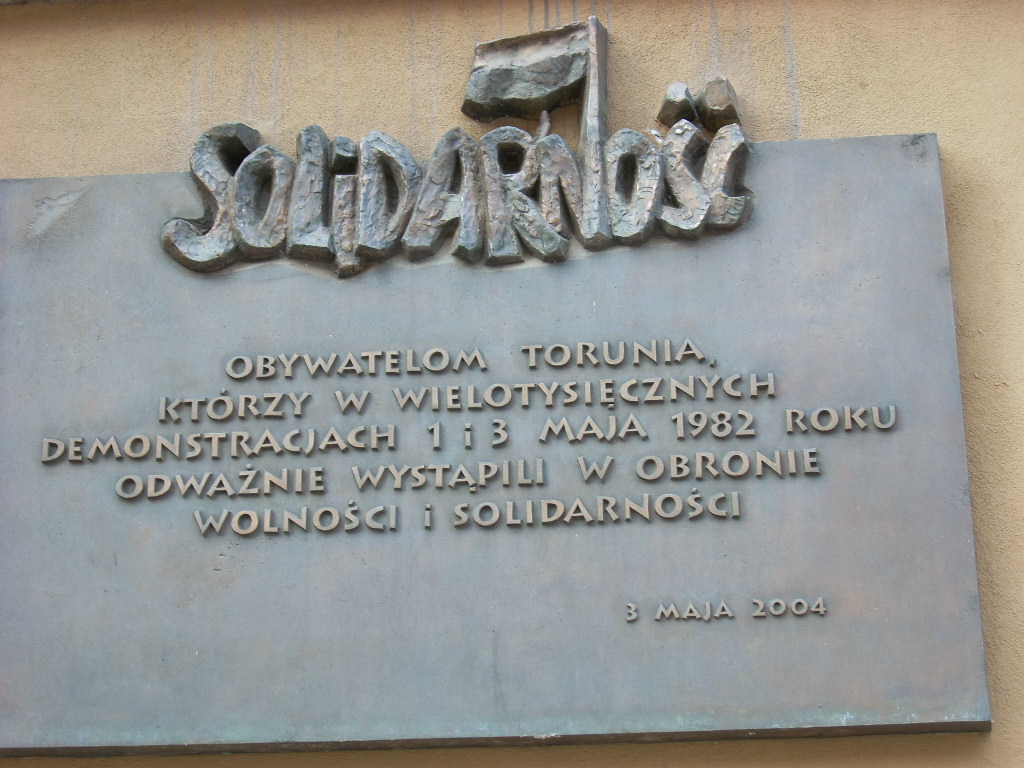 SOLIDARNOŚĆ
OBYWATELOM TORUNIA,
KTÓRZY W WIELOTYSIĘCZNYCH
DEMONSTRACJACH 1 i 3 MAJA 1982 ROKU
ODWAŻNIE WYSTĄPILI W OBRONIE
WOLNOŚCI i SOLIDARNOŚCI
3 MAJA 2004